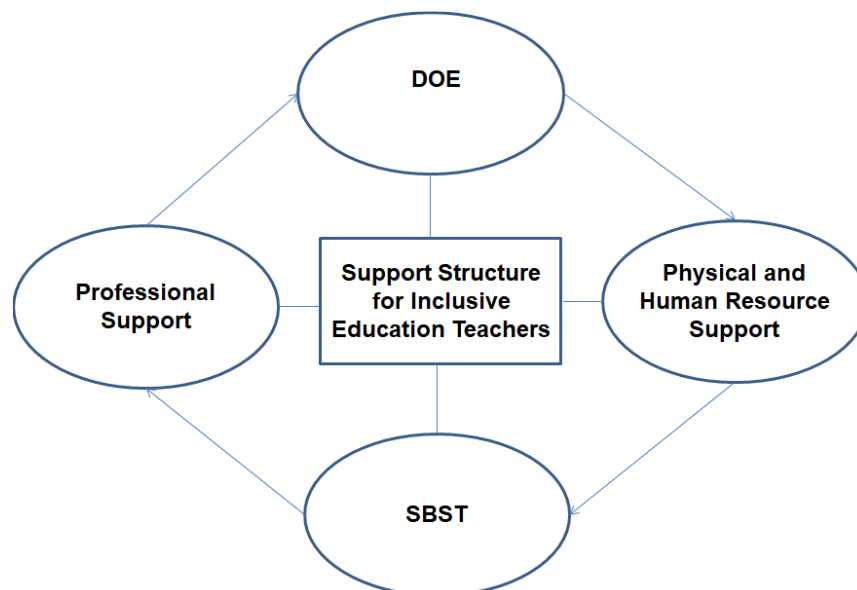 DOE
Professional
Support
Support Structure
for Inclusive
Education Teachers
Physical and
Human Resource
Support
SBST